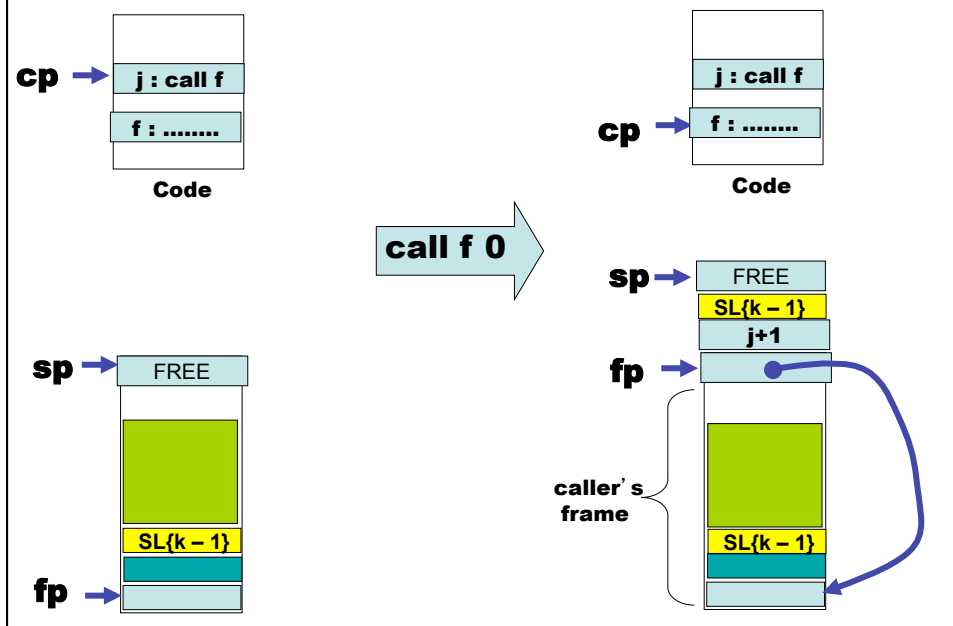 cp
j : call f
f : ........
Code
j : call f
cp
f : ........
Code
call f 0
sp
FREE
SL{k – 1}
j+1
fp
sp
FREE
caller’s
frame
SL{k – 1}
fp
SL{k – 1}